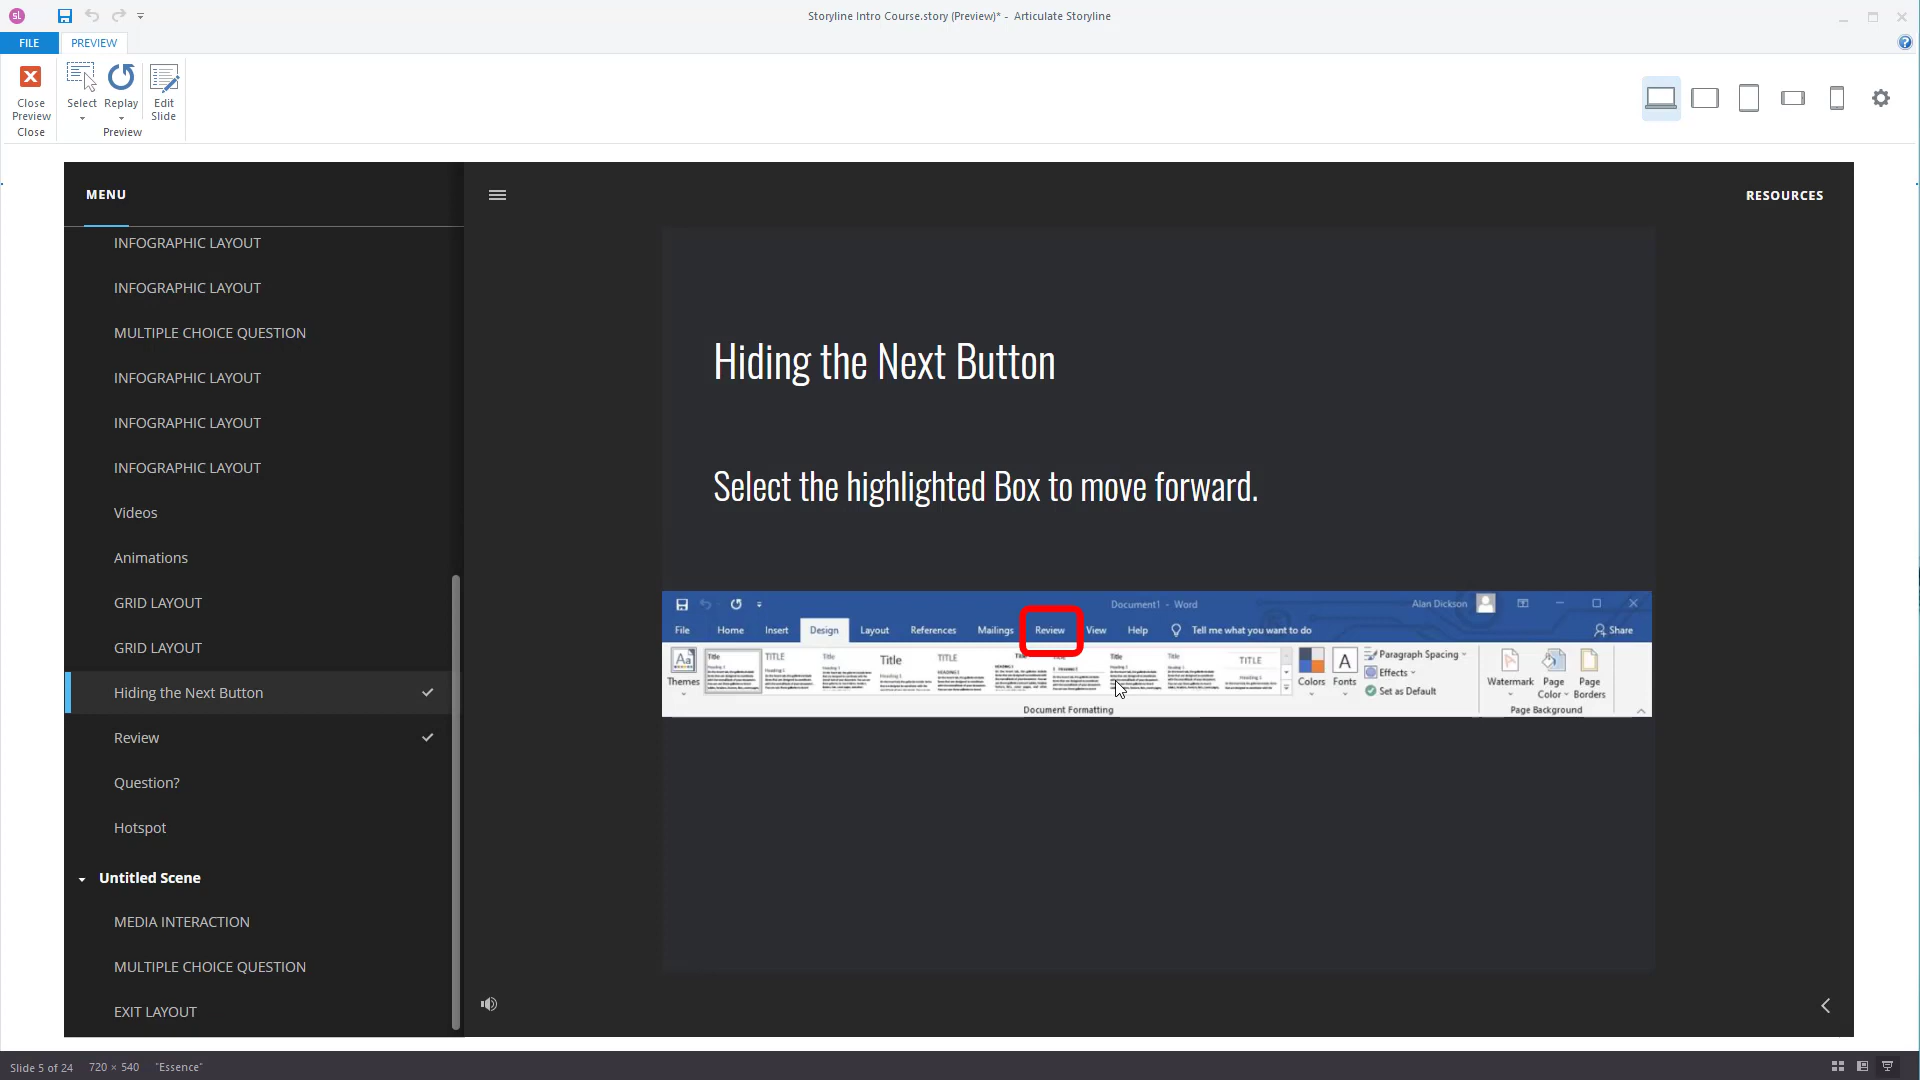 Storyline Intro Course.story (Preview)* - Articulate Storyline
FILE
PREVIEW
Close Preview
Select
Replay
Edit Slide
Close
Preview
MENU
RESOURCES
INFOGRAPHIC LAYOUT
INFOGRAPHIC LAYOUT
MULTIPLE CHOICE QUESTION
INFOGRAPHIC LAYOUT
INFOGRAPHIC LAYOUT
INFOGRAPHIC LAYOUT
Videos
Animations
GRID LAYOUT
GRID LAYOUT
Hiding the Next Button
Review
Question?
Hotspot
Untitled Scene
MEDIA INTERACTION
MULTIPLE CHOICE QUESTION
EXIT LAYOUT
Hiding the Next Button
Select the highlighted Box to move forward.
Document1 - Word
Alan Dickson
File Home Insert Design Layout References Mailings Review View Help Tell me what you want to do Share
Themes
Title
TITLE
Title
Title
TITLE
Title
Title
Title
TITLE
Colors
Fonts
Paragraph Spacing
Effects
Set as Default
Watermark
Page Color
Page Borders
Document Formatting
Page Background
Slide 5 of 24 720 × 540 "Essence"